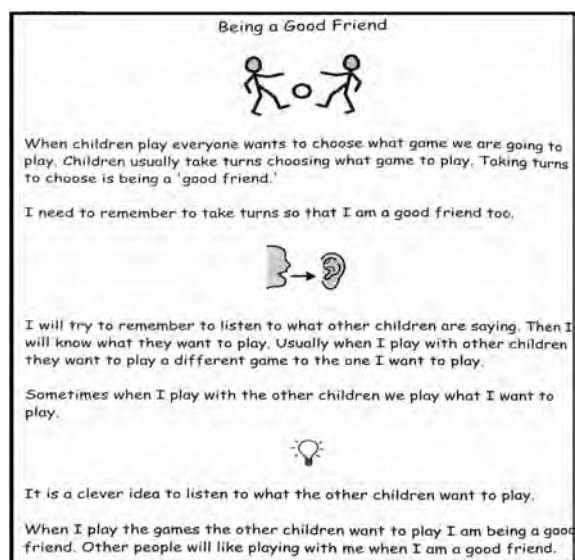 Being a Good Friend
When children play everyone wants to choose what game we are going to
play. Children usually take turns choosing what game to play. Taking turns
to choose is being a 'good friend.'
I need to remember to take turns so that I am a good friend too.
I will try to remember to listen to what other children are saying. Then I
will know what they want to play. Usually when I play with other children
they want to play a different game to the one I want to play.
Sometimes when I play with the other children we play what I want to
play.
It is a clever idea to listen to what the other children want to play.
When I play the games the other children want to play I am being a good
friend. Other people will like playing with me when I am a good friend.